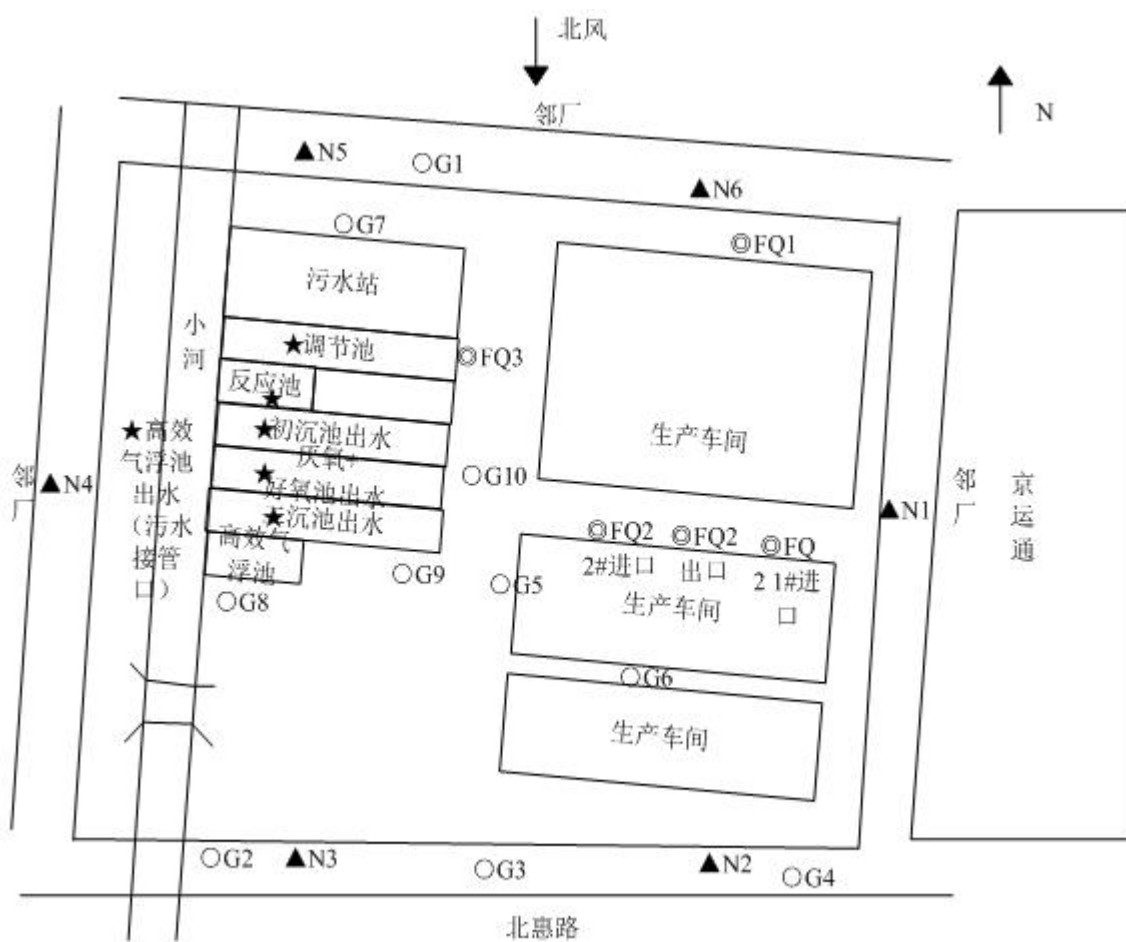 北风
邻厂
N
▲N5
○G1
▲N6
○G7
◎FQ1
污水站
小
河
★调节池
◎FQ3
反应池
★
★初沉池出水
生产车间
★高效
气浮池
出水
（污水
接管
口）
厌氧+
★好氧池出水
○G10
邻
厂
▲N4
▲N1
邻
厂
京
运
通
★二沉池出水
高效气
浮池
◎FQ2
2#进口
◎FQ2
出口
◎FQ
2 1#进
口
○G9
○G5
生产车间
○G8
○G6
生产车间
○G2
▲N3
○G3
▲N2
○G4
北惠路